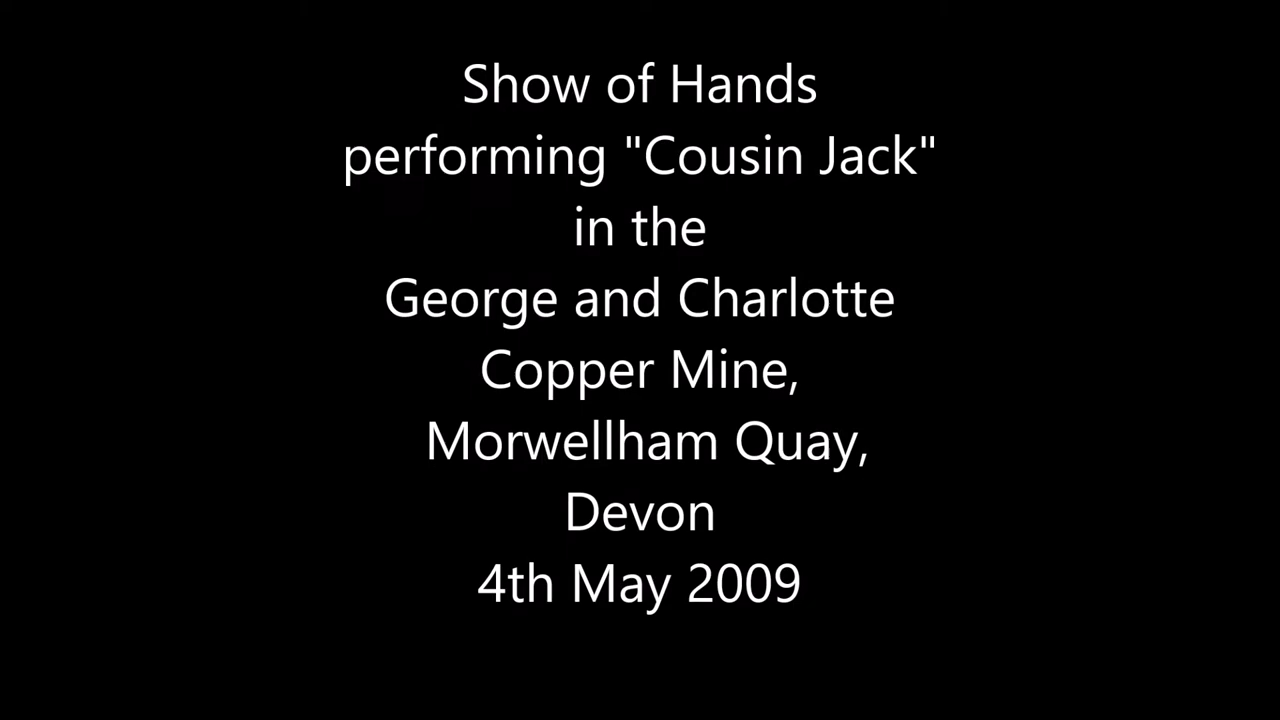 Show of Hands
performing "Cousin Jack"
in the
George and Charlotte
Copper Mine,
Morwellham Quay,
Devon
4th May 2009